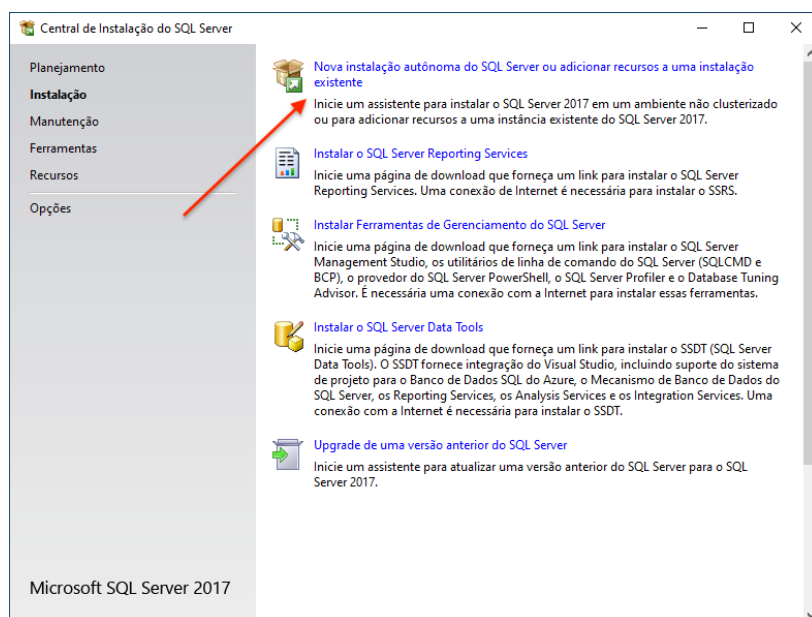 Central de Instalação do SQL Server
Planejamento
Instalação
Manutenção
Ferramentas
Recursos
Opções
Nova instalação autônoma do SQL Server ou adicionar recursos a uma instalação
existente
Inicie um assistente para instalar o SQL Server 2017 em um ambiente não clusterizado
ou para adicionar recursos a uma instância existente do SQL Server 2017.
Instalar o SQL Server Reporting Services
Inicie uma página de download que forneça um link para instalar o SQL Server
Reporting Services. Uma conexão de Internet é necessária para instalar o SSRS.
Instalar Ferramentas de Gerenciamento do SQL Server
Inicie uma página de download que forneça um link para instalar o SQL Server
Management Studio, os utilitários de linha de comando do SQL Server (SQLCMD e
BCP), o provedor do SQL Server PowerShell, o SQL Server Profiler e o Database Tuning
Advisor. É necessária uma conexão com a Internet para instalar essas ferramentas.
Instalar o SQL Server Data Tools
Inicie uma página de download que forneça um link para instalar o SSDT (SQL Server
Data Tools). O SSDT fornece integração do Visual Studio, incluindo suporte do sistema
de projeto para o Banco de Dados SQL do Azure, o Mecanismo de Banco de Dados do
SQL Server, os Reporting Services, os Analysis Services e os Integration Services. Uma
conexão com a Internet é necessária para instalar o SSDT.
Upgrade de uma versão anterior do SQL Server
Inicie um assistente para atualizar uma versão anterior do SQL Server para o SQL
Server 2017.
Microsoft SQL Server 2017